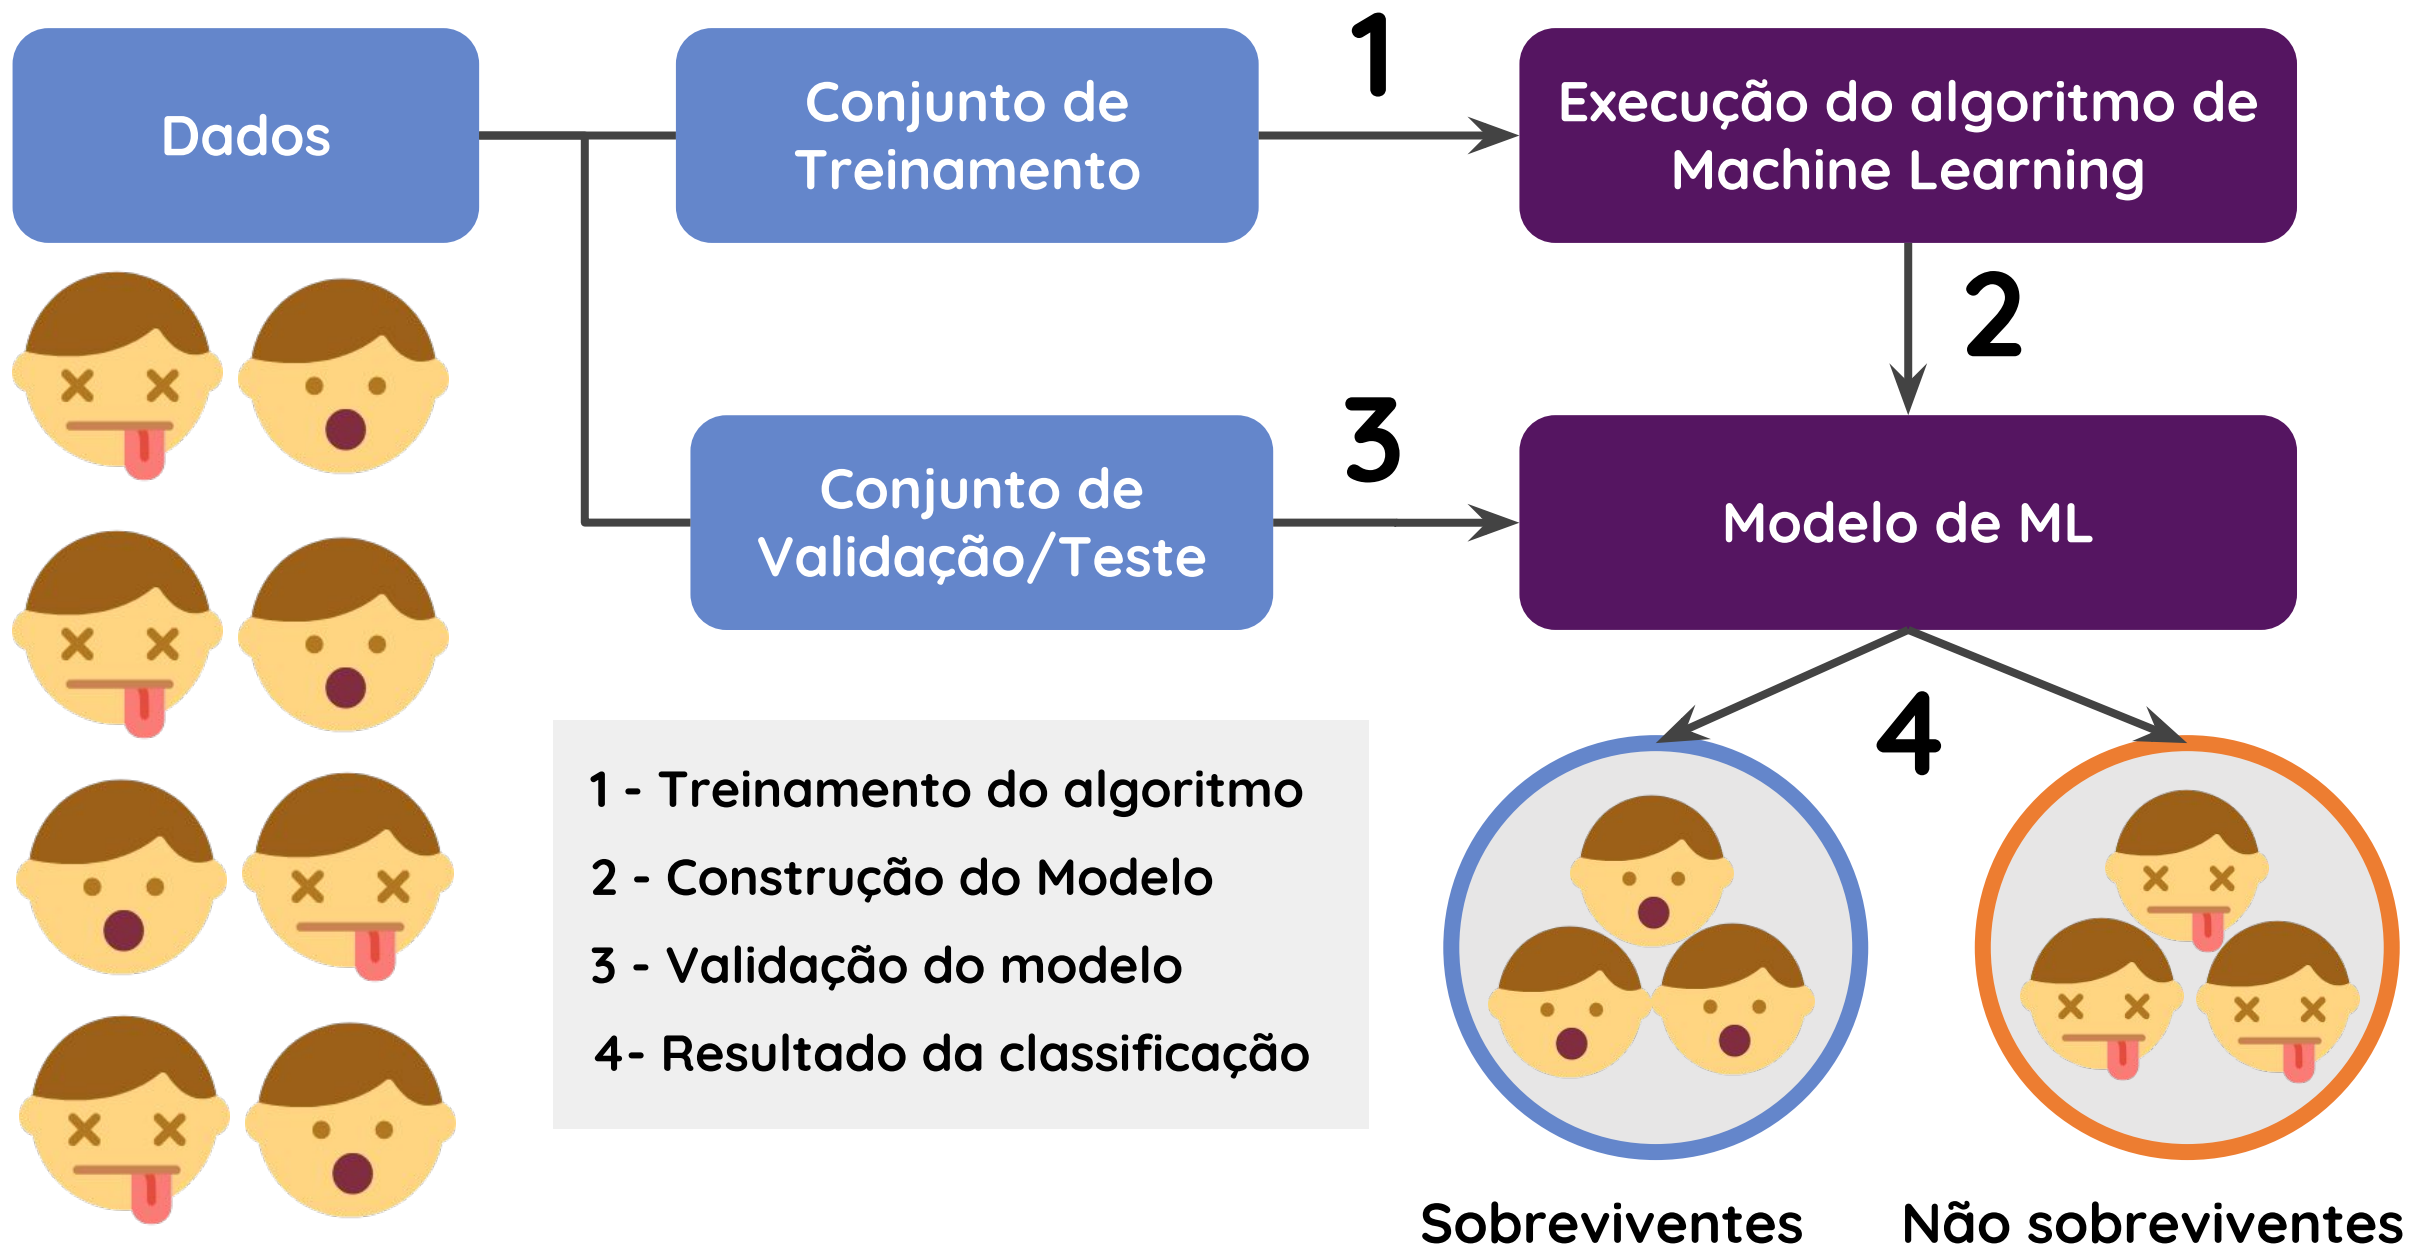 Dados
Conjunto de
Treinamento
1
Execução do algoritmo de
Machine Learning
2
Conjunto de
Validação/Teste
3
Modelo de ML
4
1 - Treinamento do algoritmo
2 - Construção do Modelo
3 - Validação do modelo
4- Resultado da classificação
Sobreviventes
Não sobreviventes